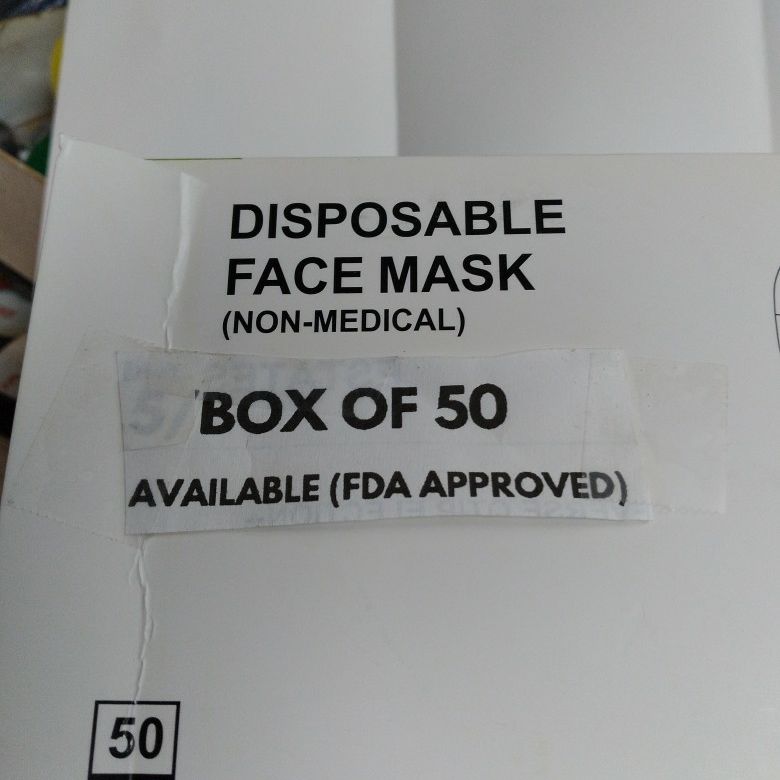 DISPOSABLE
FACE MASK
(NON-MEDICAL)
BOX OF 50
AVAILABLE (FDA APPROVED)
50